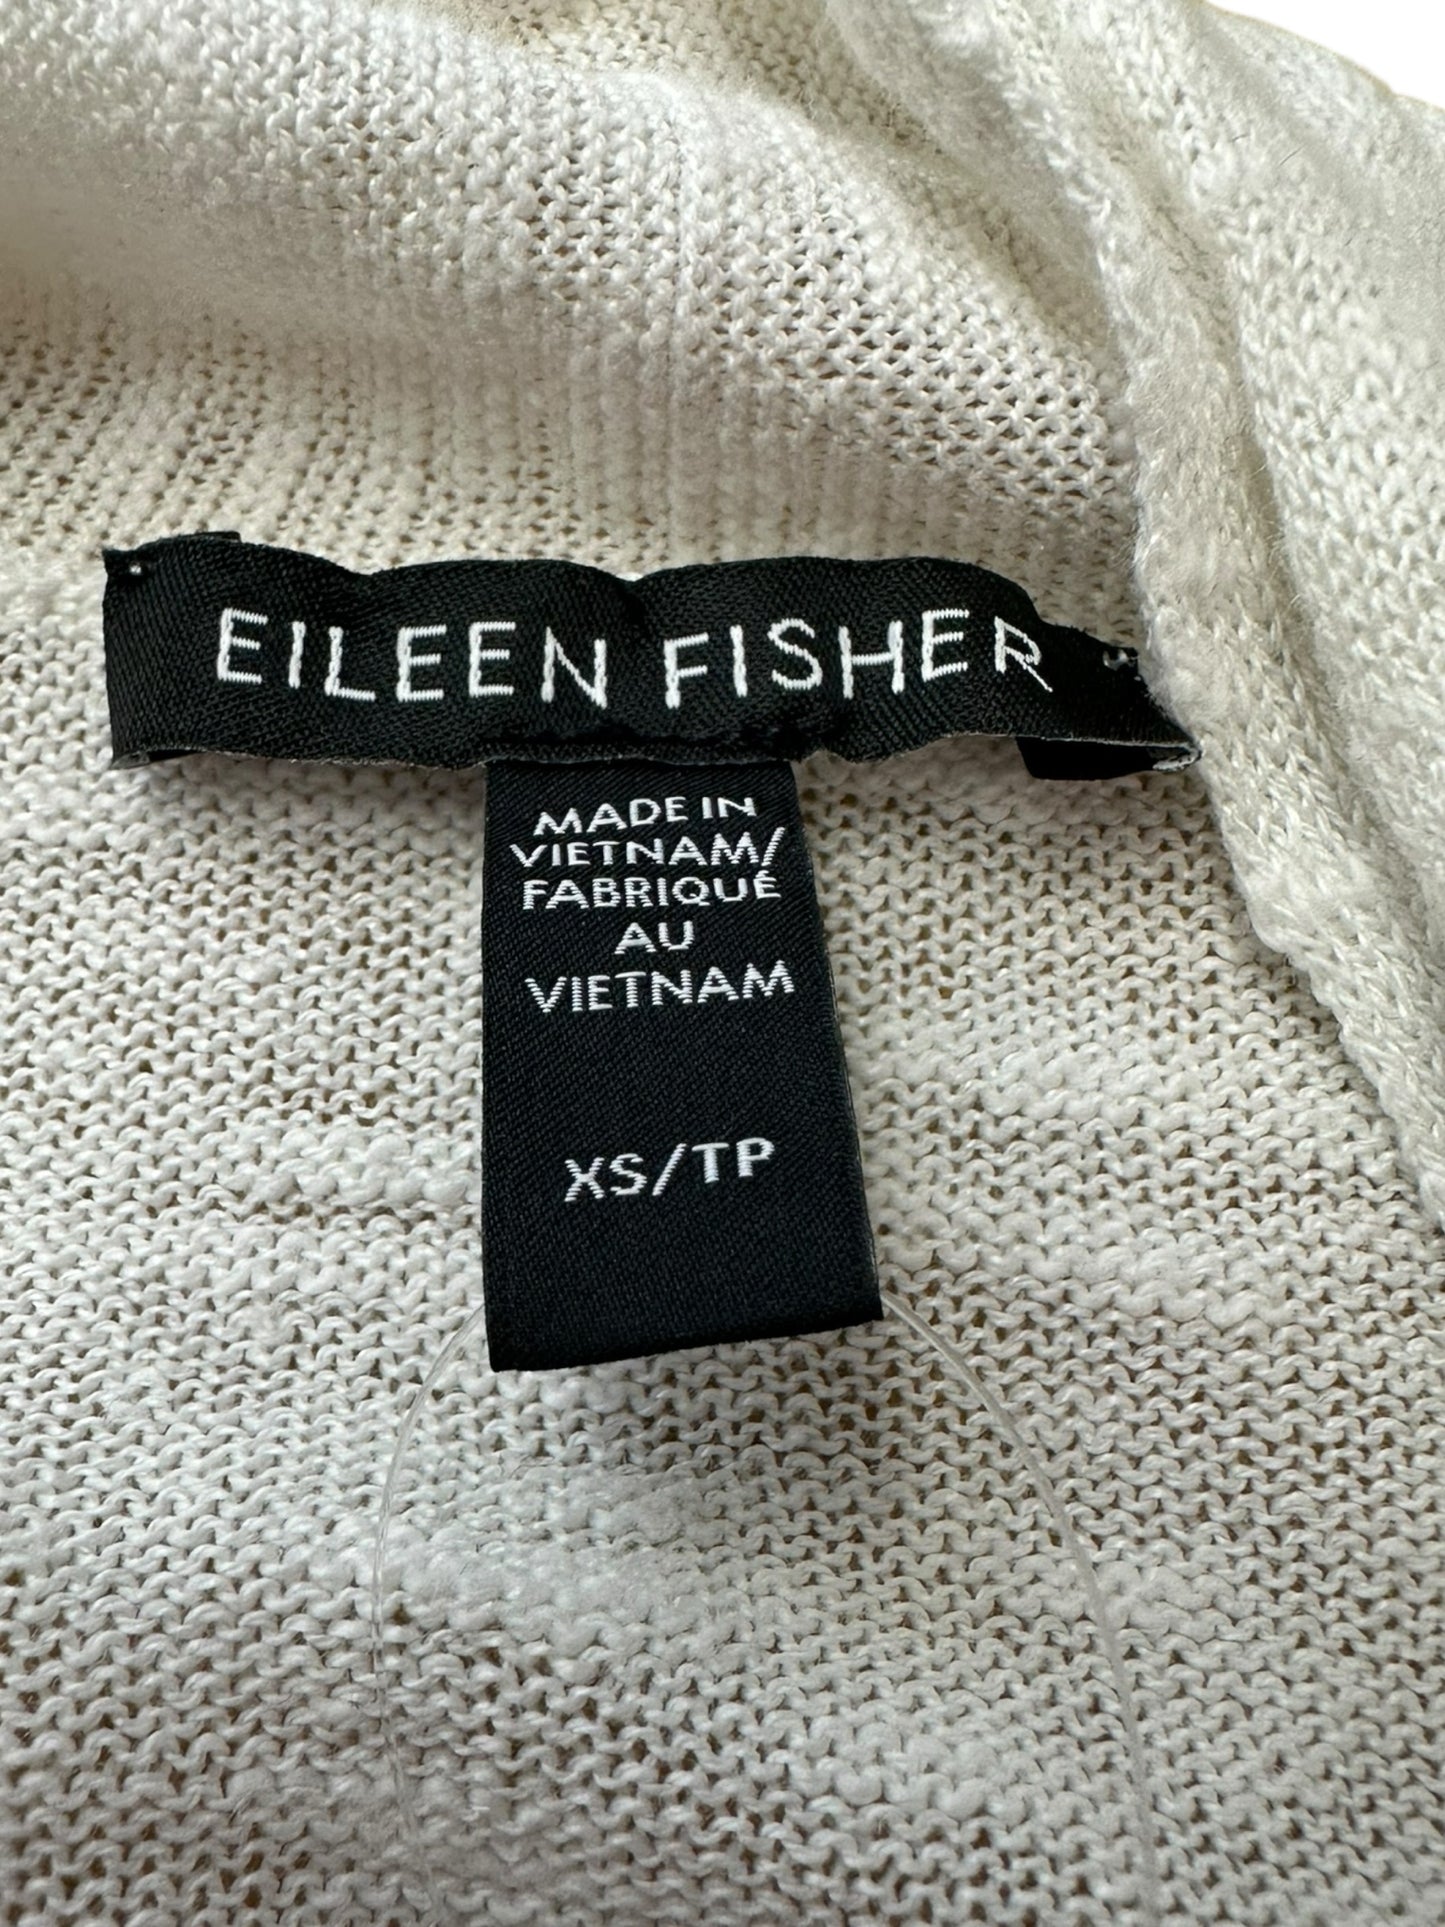 EILEEN FISHER
MADE IN
VIETNAM/
FABRIQUÉ
AU
VIETNAM
XS/TP